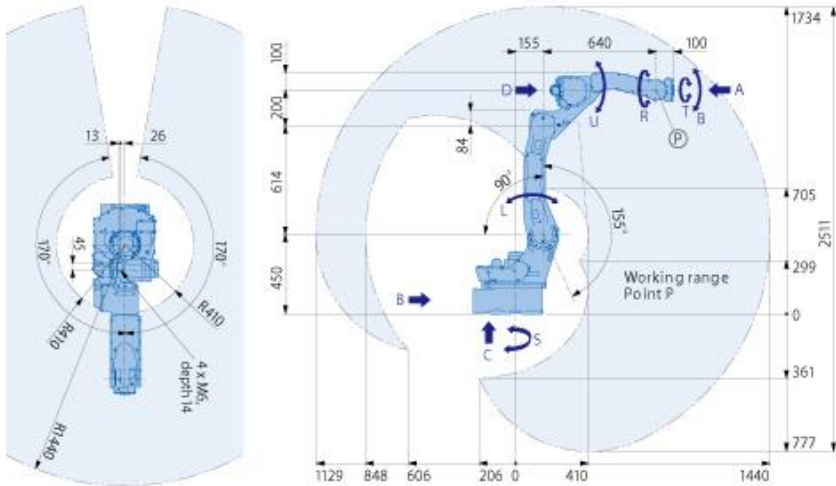 13
26
170°
170°
45
R410
R410
R1440
4 x M6,
depth 14
155
640
100
1734
100
200
614
450
84
D
A
U
R
T
B
P
90°
L
155°
705
2511
299
0
361
777
Working range
Point P
B
C
S
1129
848
606
206
0
410
1440